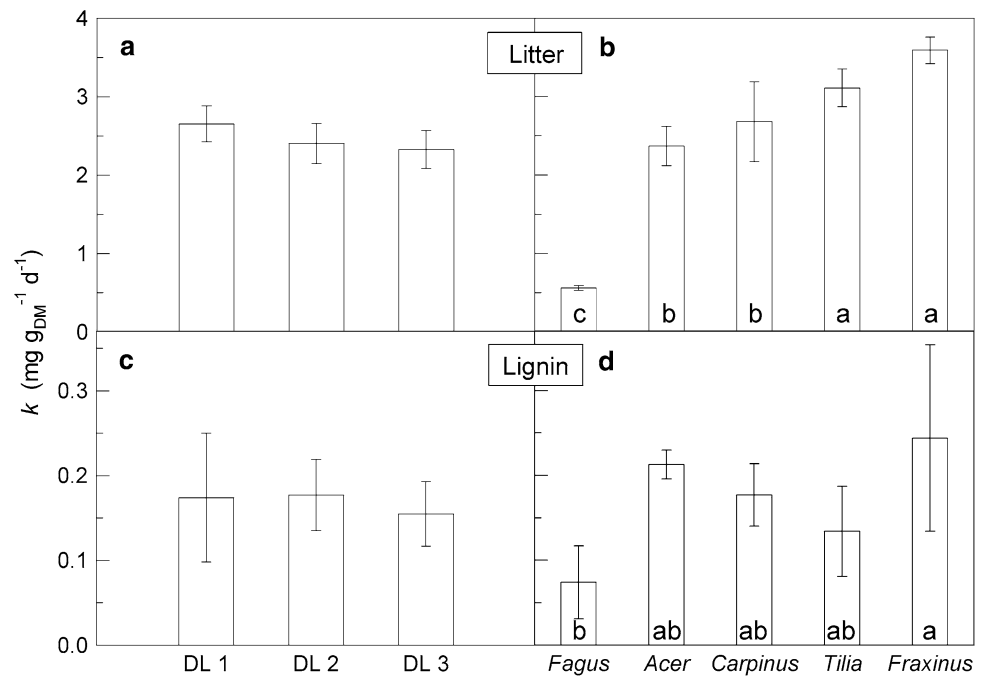 4
3
2
1
0
a
Litter
b
c b b a a
k (mg gDM-1 d-1)
0.3
0.2
0.1
0.0
c
Lignin
d
b ab ab ab a
DL 1 DL 2 DL 3 Fagus Acer Carpinus Tilia Fraxinus